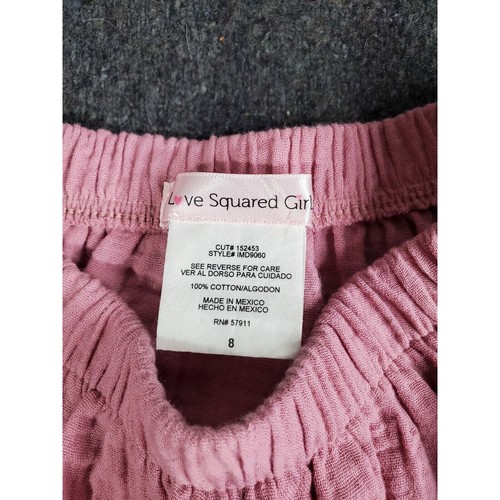 Love Squared Girl
CUT# 152453
STYLE# IMD9060
SEE REVERSE FOR CARE
VER AL DORSO PARA CUIDADO
100% COTTON/ALGODON
MADE IN MEXICO
HECHO EN MEXICO
RN# 57911
8